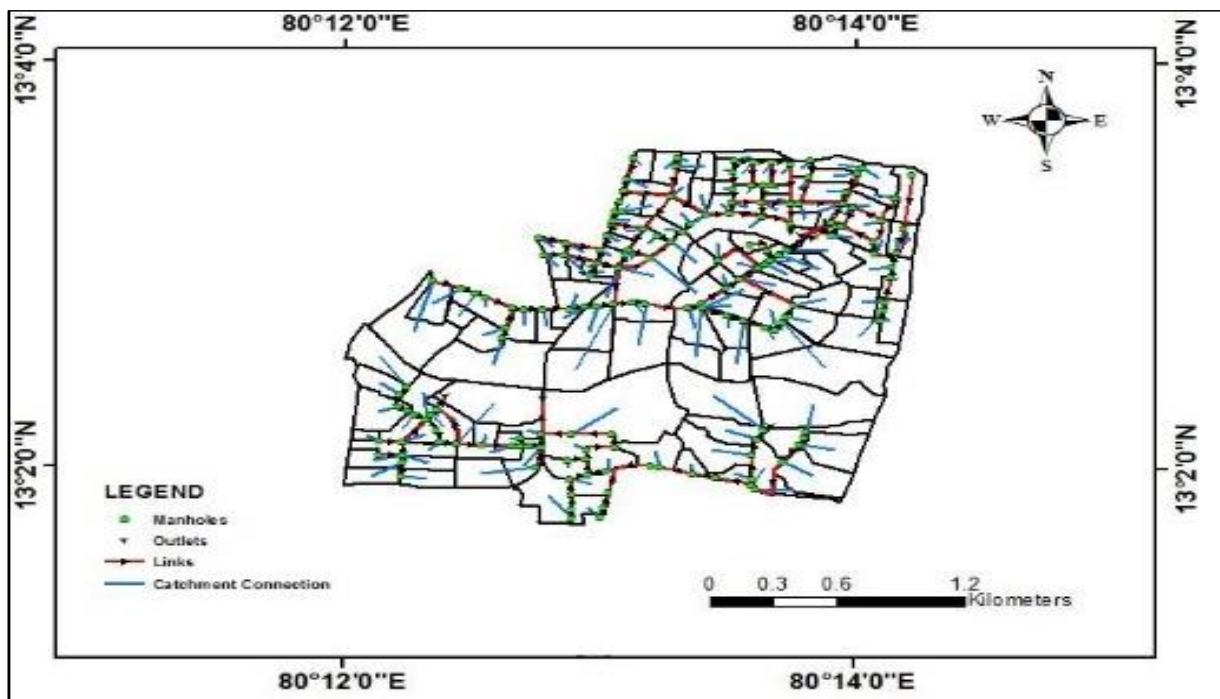 80°12'0"E 80°14'0"E
13°4'0"N 13°4'0"N
N
W E
S
13°2'0"N 13°2'0"N
LEGEND
Manholes
Outlets
Links
Catchment Connection
0 0.3 0.6 1.2
Kilometers
80°12'0"E 80°14'0"E